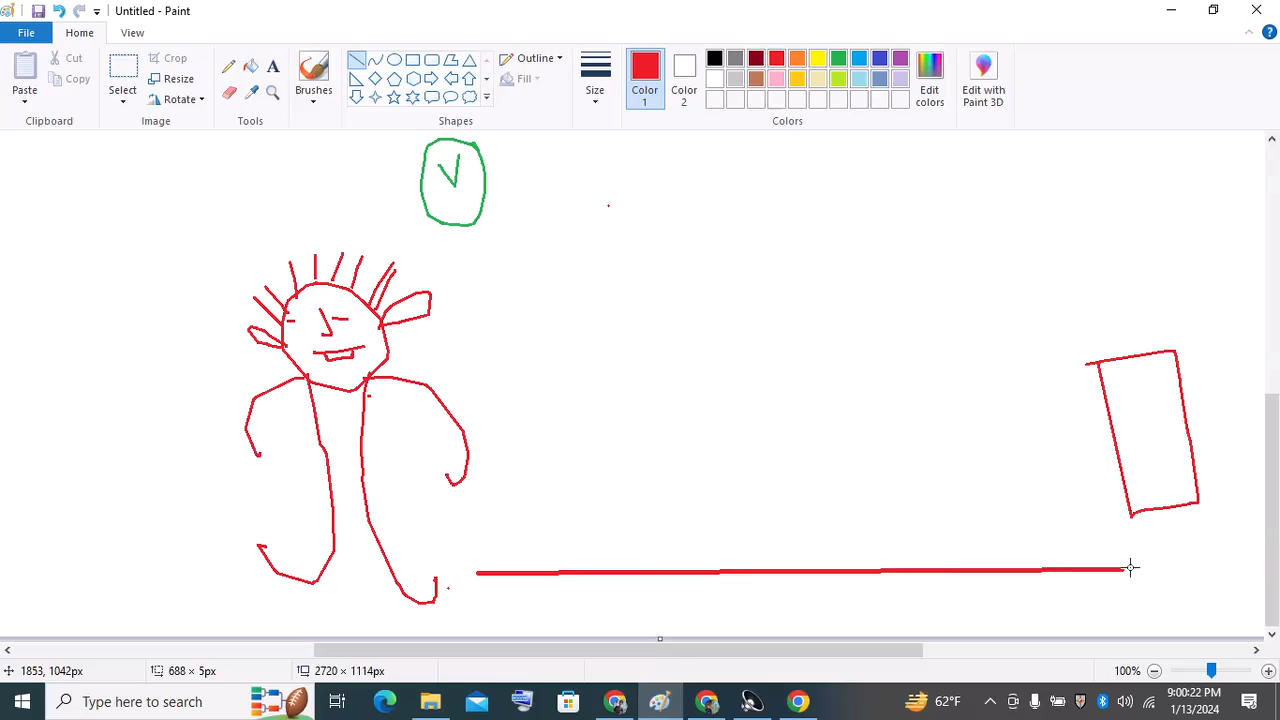 Untitled - Paint
File
Home
View
Paste
Cut
Copy
Clipboard
Select
Crop
Resize
Rotate
Image
A
Tools
Brushes
Outline
Fill
Shapes
Size
Color 1
Color 2
Edit colors
Colors
Edit with Paint 3D
1853, 1042px
688 × 5px
2720 × 1114px
100%
Type here to search
62°F
9:00:22 PM
1/13/2024